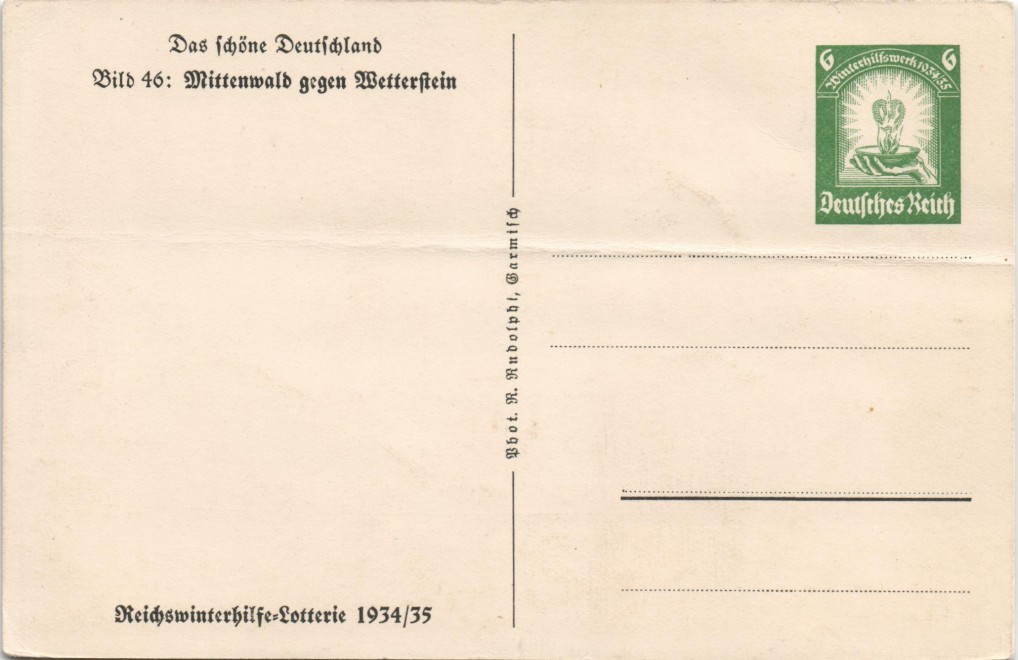 Das schöne Deutschland
Bild 46: Mittenwald gegen Wetterstein
Reichswinterhilfe-Lotterie 1934/35
Phot. R. Rudolphi, Garmisch
6 6
Winterhilfswerk 1934/35
Deutsches Reich